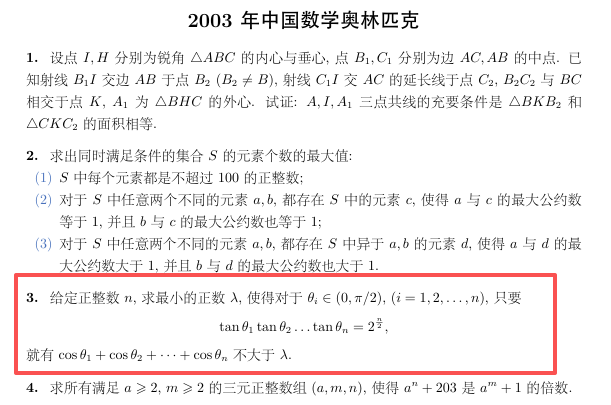 2003 年中国数学奥林匹克
1. 设点 I, H 分别为锐角 △ABC 的内心与垂心, 点 B₁, C₁ 分别为边 AC, AB 的中点. 已
知射线 B₁I 交边 AB 于点 B₂ (B₂ ≠ B), 射线 C₁I 交 AC 的延长线于点 C₂, B₂C₂ 与 BC
相交于点 K, A₁ 为 △BHC 的外心. 试证: A, I, A₁ 三点共线的充要条件是 △BKB₂ 和
△CKC₂ 的面积相等.
2. 求出同时满足条件的集合 S 的元素个数的最大值:
(1) S 中每个元素都是不超过 100 的正整数;
(2) 对于 S 中任意两个不同的元素 a, b, 都存在 S 中的元素 c, 使得 a 与 c 的最大公约数
等于 1, 并且 b 与 c 的最大公约数也等于 1;
(3) 对于 S 中任意两个不同的元素 a, b, 都存在 S 中异于 a, b 的元素 d, 使得 a 与 d 的最
大公约数大于 1, 并且 b 与 d 的最大公约数也大于 1.
3. 给定正整数 n, 求最小的正数 λ, 使得对于 θᵢ ∈ (0, π/2), (i = 1, 2, . . . , n), 只要
tan θ₁ tan θ₂ . . . tan θₙ = 2^{n/2},
就有 cos θ₁ + cos θ₂ + · · · + cos θₙ 不大于 λ.
4. 求所有满足 a ⩾ 2, m ⩾ 2 的三元正整数组 (a, m, n), 使得 aⁿ + 203 是 aᵐ + 1 的倍数.